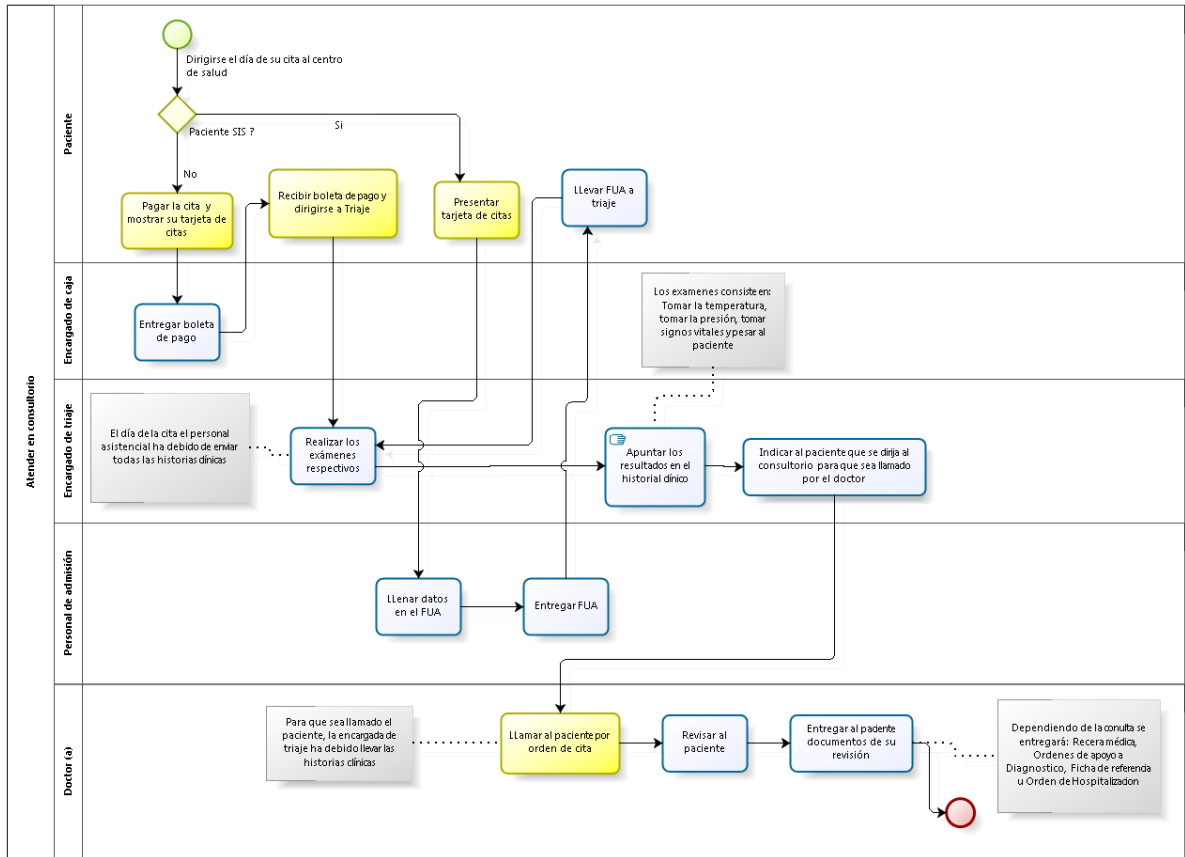 Atender en consultorio
Paciente
Dirigirse el día de su cita al centro
de salud
Paciente SIS ?
Si
No
Pagar la cita y
mostrar su tarjeta de
citas
Recibir boleta de pago y
dirigirse a Triaje
Presentar
tarjeta de citas
LLevar FUA a
triaje
Encargado de caja
Entregar boleta
de pago
Los examenes consiste en:
Tomar la temperatura,
tomar la presión, tomar
signos vitales y pesar al
paciente
Encargado de triaje
El día de la cita el personal
asistencial ha debido de enviar
todas las historias clínicas
Realizar los
exámenes
respectivos
Apuntar los
resultados en el
historial clínico
Indicar al paciente que se dirija al
consultorio para que sea llamado
por el doctor
Personal de admisión
LLenar datos
en el FUA
Entregar FUA
Doctor (a)
Para que sea llamado el
paciente, la encargada de
triaje ha debido llevar las
historias clínicas
LLamar al paciente por
orden de cita
Revisar al
paciente
Entregar al paciente
documentos de su
revisión
Dependiendo de la consulta se
entregará: Recera médica,
Ordenes de apoyo a
Diagnostico, Ficha de referencia
u Orden de Hospitalizacion